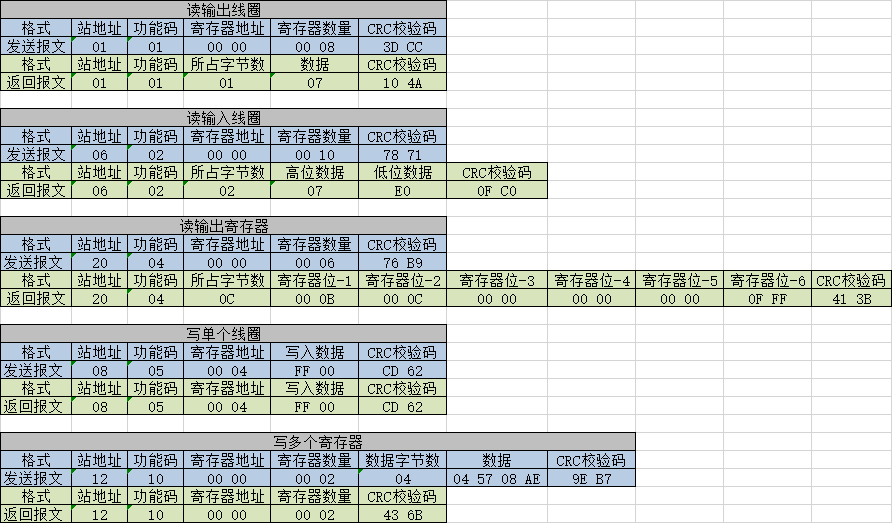 读输出线圈
格式 站地址 功能码 寄存器地址 寄存器数量 CRC校验码
发送报文 01 01 00 00 00 08 3D CC
格式 站地址 功能码 所占字节数 数据 CRC校验码
返回报文 01 01 01 07 10 4A
读输入线圈
格式 站地址 功能码 寄存器地址 寄存器数量 CRC校验码
发送报文 06 02 00 00 00 10 78 71
格式 站地址 功能码 所占字节数 高位数据 低位数据 CRC校验码
返回报文 06 02 02 07 E0 0F C0
读输出寄存器
格式 站地址 功能码 寄存器地址 寄存器数量 CRC校验码
发送报文 20 04 00 00 00 06 76 B9
格式 站地址 功能码 所占字节数 寄存器位-1 寄存器位-2 寄存器位-3 寄存器位-4 寄存器位-5 寄存器位-6 CRC校验码
返回报文 20 04 0C 00 0B 00 0C 00 00 00 00 00 00 0F FF 41 3B
写单个线圈
格式 站地址 功能码 寄存器地址 写入数据 CRC校验码
发送报文 08 05 00 04 FF 00 CD 62
格式 站地址 功能码 寄存器地址 写入数据 CRC校验码
返回报文 08 05 00 04 FF 00 CD 62
写多个寄存器
格式 站地址 功能码 寄存器地址 寄存器数量 数据字节数 数据 CRC校验码
发送报文 12 10 00 00 00 02 04 04 57 08 AE 9E B7
格式 站地址 功能码 寄存器地址 寄存器数量 CRC校验码
返回报文 12 10 00 00 00 02 43 6B